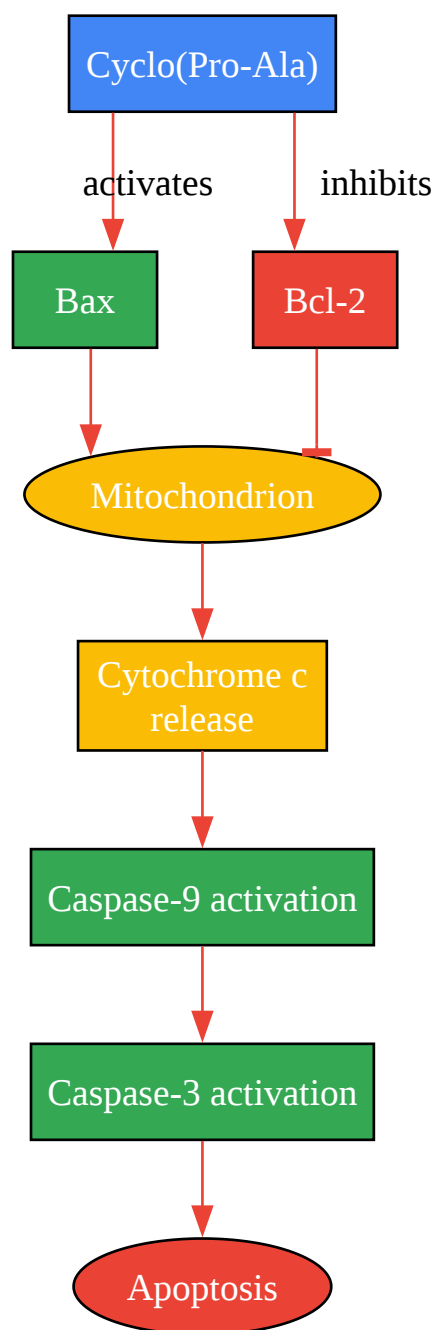 Cyclo(Pro-Ala)
activates
inhibits
Bax
Bcl-2
Mitochondrion
Cytochrome c
release
Caspase-9 activation
Caspase-3 activation
Apoptosis